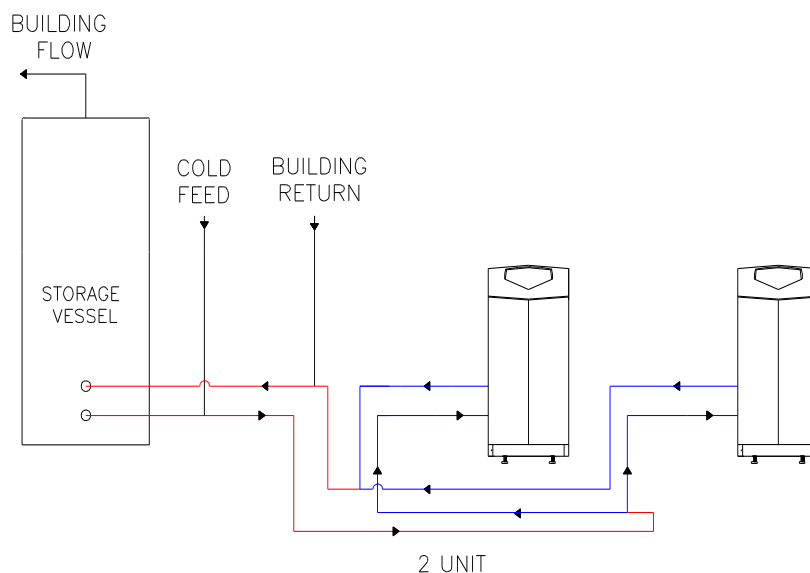 BUILDING
FLOW
COLD
FEED
BUILDING
RETURN
STORAGE
VESSEL
2 UNIT